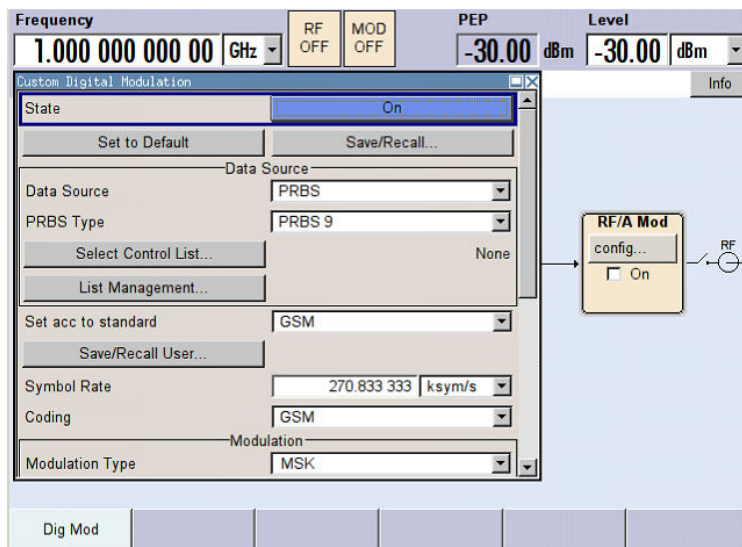 Frequency RF OFF MOD OFF PEP Level
1.000 000 000 00 GHz -30.00 dBm -30.00 dBm
Custom Digital Modulation
Info
State On
Set to Default Save/Recall...
Data Source
Data Source PRBS
PRBS Type PRBS 9
Select Control List... None
List Management...
Set acc to standard GSM
Save/Recall User...
Symbol Rate 270.833 333 ksym/s
Coding GSM
Modulation
Modulation Type MSK
RF/A Mod
config...
On
RF
Dig Mod